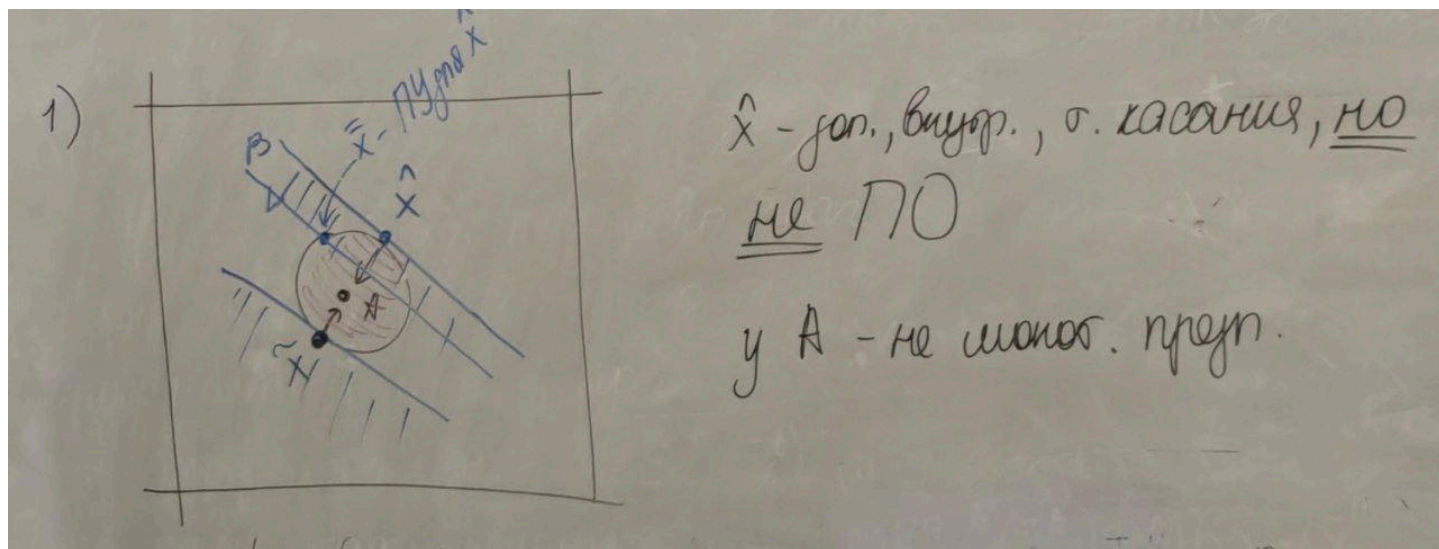 1)
x̿ - ПУ для x̂
B
x̂
A
x̃
x̂ - доп., внутр., т. касания, но
не ПО
у A - не монот. предп.